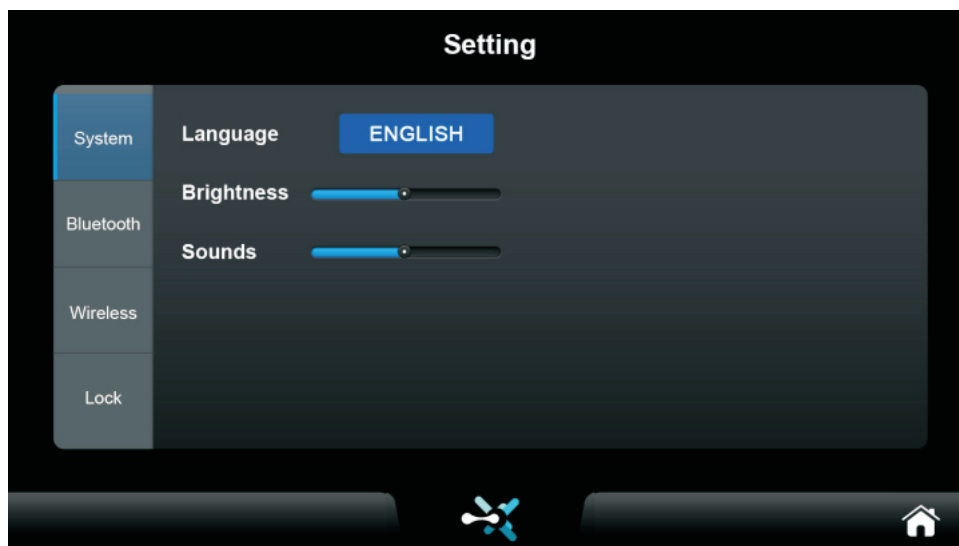 Setting
System
Language ENGLISH
Brightness
Bluetooth
Sounds
Wireless
Lock